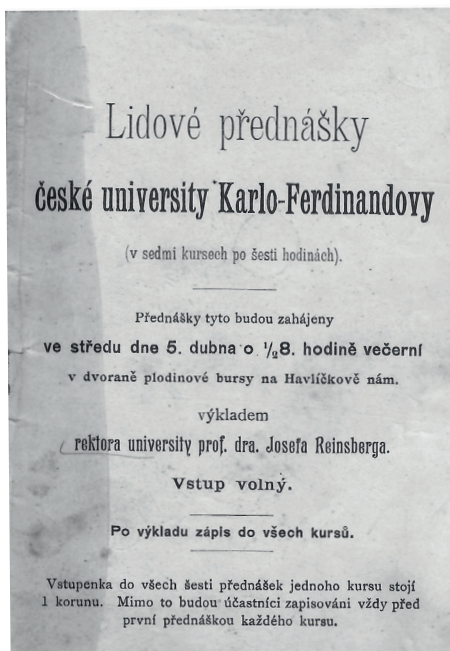 Lidové přednášky
české university Karlo-Ferdinandovy
(v sedmi kursech po šesti hodinách).
Přednášky tyto budou zahájeny
ve středu dne 5. dubna o ½8. hodině večerní
v dvoraně plodinové bursy na Havlíčkově nám.
výkladem
rektora university prof. dra. Josefa Reinsberga.
Vstup volný.
Po výkladu zápis do všech kursů.
Vstupenka do všech šesti přednášek jednoho kursu stojí
1 korunu. Mimo to budou účastníci zapisováni vždy před
první přednáškou každého kursu.